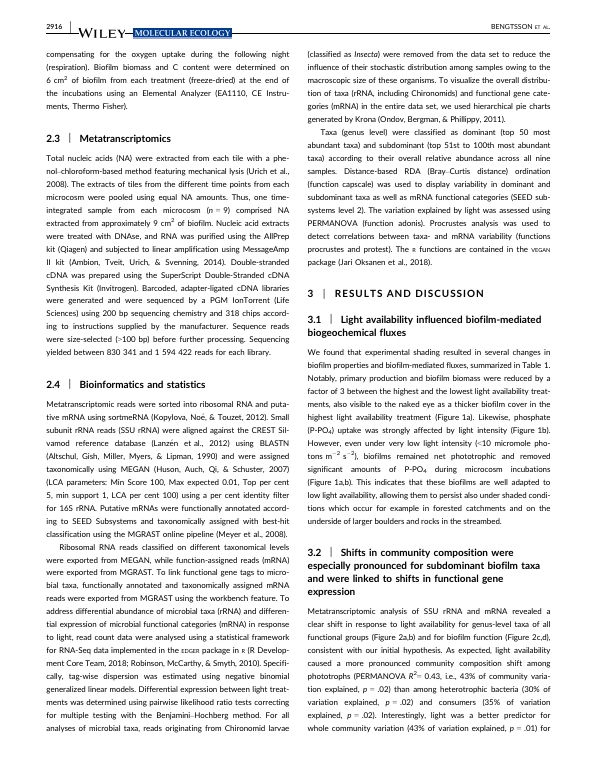 2916
WILEY MOLECULAR ECOLOGY
BENGTSSON ET AL.
compensating for the oxygen uptake during the following night
(respiration). Biofilm biomass and C content were determined on
6 cm² of biofilm from each treatment (freeze-dried) at the end of
the incubations using an Elemental Analyzer (EA1110, CE Instru-
ments, Thermo Fisher).
2.3 | Metatranscriptomics
Total nucleic acids (NA) were extracted from each tile with a phe-
nol–chloroform-based method featuring mechanical lysis (Urich et al.,
2008). The extracts of tiles from the different time points from each
microcosm were pooled using equal NA amounts. Thus, one time-
integrated sample from each microcosm (n = 9) comprised NA
extracted from approximately 9 cm² of biofilm. Nucleic acid extracts
were treated with DNAse, and RNA was purified using the AllPrep
kit (Qiagen) and subjected to linear amplification using MessageAmp
II kit (Ambion, Tveit, Urich, & Svenning, 2014). Double-stranded
cDNA was prepared using the SuperScript Double-Stranded cDNA
Synthesis Kit (Invitrogen). Barcoded, adapter-ligated cDNA libraries
were generated and were sequenced by a PGM IonTorrent (Life
Sciences) using 200 bp sequencing chemistry and 318 chips accord-
ing to instructions supplied by the manufacturer. Sequence reads
were size-selected (>100 bp) before further processing. Sequencing
yielded between 830 341 and 1 594 422 reads for each library.
2.4 | Bioinformatics and statistics
Metatranscriptomic reads were sorted into ribosomal RNA and puta-
tive mRNA using sortmeRNA (Kopylova, Noé, & Touzet, 2012). Small
subunit rRNA reads (SSU rRNA) were aligned against the CREST Sil-
vamod reference database (Lanzén et al., 2012) using BLASTN
(Altschul, Gish, Miller, Myers, & Lipman, 1990) and were assigned
taxonomically using MEGAN (Huson, Auch, Qi, & Schuster, 2007)
(LCA parameters: Min Score 100, Max expected 0.01, Top per cent
5, min support 1, LCA per cent 100) using a per cent identity filter
for 16S rRNA. Putative mRNAs were functionally annotated accord-
ing to SEED Subsystems and taxonomically assigned with best-hit
classification using the MGRAST online pipeline (Meyer et al., 2008).
Ribosomal RNA reads classified on different taxonomical levels
were exported from MEGAN, while function-assigned reads (mRNA)
were exported from MGRAST. To link functional gene tags to micro-
bial taxa, functionally annotated and taxonomically assigned mRNA
reads were exported from MGRAST using the workbench feature. To
address differential abundance of microbial taxa (rRNA) and differen-
tial expression of microbial functional categories (mRNA) in response
to light, read count data were analysed using a statistical framework
for RNA-Seq data implemented in the EDGER package in R (R Develop-
ment Core Team, 2018; Robinson, McCarthy, & Smyth, 2010). Specifi-
cally, tag-wise dispersion was estimated using negative binomial
generalized linear models. Differential expression between light treat-
ments was determined using pairwise likelihood ratio tests correcting
for multiple testing with the Benjamini–Hochberg method. For all
analyses of microbial taxa, reads originating from Chironomid larvae
(classified as Insecta) were removed from the data set to reduce the
influence of their stochastic distribution among samples owing to the
macroscopic size of these organisms. To visualize the overall distribu-
tion of taxa (rRNA, including Chironomids) and functional gene cate-
gories (mRNA) in the entire data set, we used hierarchical pie charts
generated by Krona (Ondov, Bergman, & Phillippy, 2011).
Taxa (genus level) were classified as dominant (top 50 most
abundant taxa) and subdominant (top 51st to 100th most abundant
taxa) according to their overall relative abundance across all nine
samples. Distance-based RDA (Bray–Curtis distance) ordination
(function capscale) was used to display variability in dominant and
subdominant taxa as well as mRNA functional categories (SEED sub-
systems level 2). The variation explained by light was assessed using
PERMANOVA (function adonis). Procrustes analysis was used to
detect correlations between taxa- and mRNA variability (functions
procrustes and protest). The R functions are contained in the VEGAN
package (Jari Oksanen et al., 2018).
3 | RESULTS AND DISCUSSION
3.1 | Light availability influenced biofilm-mediated
biogeochemical fluxes
We found that experimental shading resulted in several changes in
biofilm properties and biofilm-mediated fluxes, summarized in Table 1.
Notably, primary production and biofilm biomass were reduced by a
factor of 3 between the highest and the lowest light availability treat-
ments, also visible to the naked eye as a thicker biofilm cover in the
highest light availability treatment (Figure 1a). Likewise, phosphate
(P-PO₄) uptake was strongly affected by light intensity (Figure 1b).
However, even under very low light intensity (<10 micromole pho-
tons m⁻² s⁻²), biofilms remained net phototrophic and removed
significant amounts of P-PO₄ during microcosm incubations
(Figure 1a,b). This indicates that these biofilms are well adapted to
low light availability, allowing them to persist also under shaded condi-
tions which occur for example in forested catchments and on the
underside of larger boulders and rocks in the streambed.
3.2 | Shifts in community composition were
especially pronounced for subdominant biofilm taxa
and were linked to shifts in functional gene
expression
Metatranscriptomic analysis of SSU rRNA and mRNA revealed a
clear shift in response to light availability for genus-level taxa of all
functional groups (Figure 2a,b) and for biofilm function (Figure 2c,d),
consistent with our initial hypothesis. As expected, light availability
caused a more pronounced community composition shift among
phototrophs (PERMANOVA R²= 0.43, i.e., 43% of community varia-
tion explained, p = .02) than among heterotrophic bacteria (30% of
variation explained, p = .02) and consumers (35% of variation
explained, p = .02). Interestingly, light was a better predictor for
whole community variation (43% of variation explained, p = .01) for